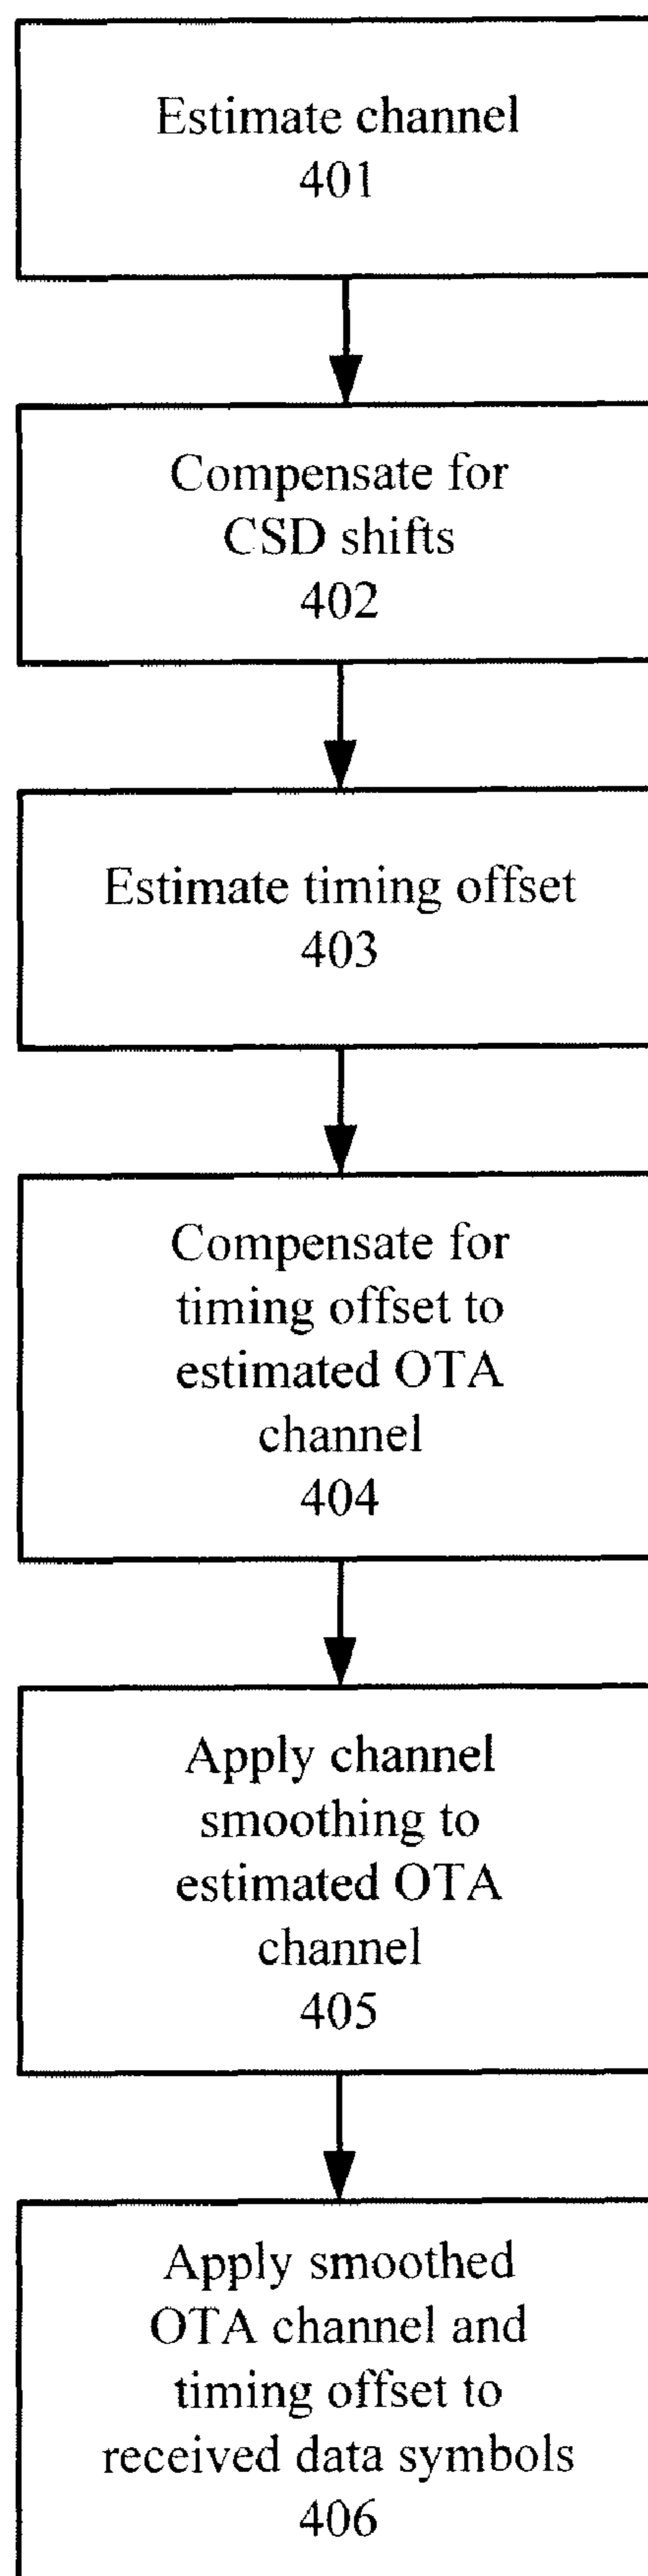 Estimate channel
401
Compensate for
CSD shifts
402
Estimate timing offset
403
Compensate for
timing offset to
estimated OTA
channel
404
Apply channel
smoothing to
estimated OTA
channel
405
Apply smoothed
OTA channel and
timing offset to
received data symbols
406